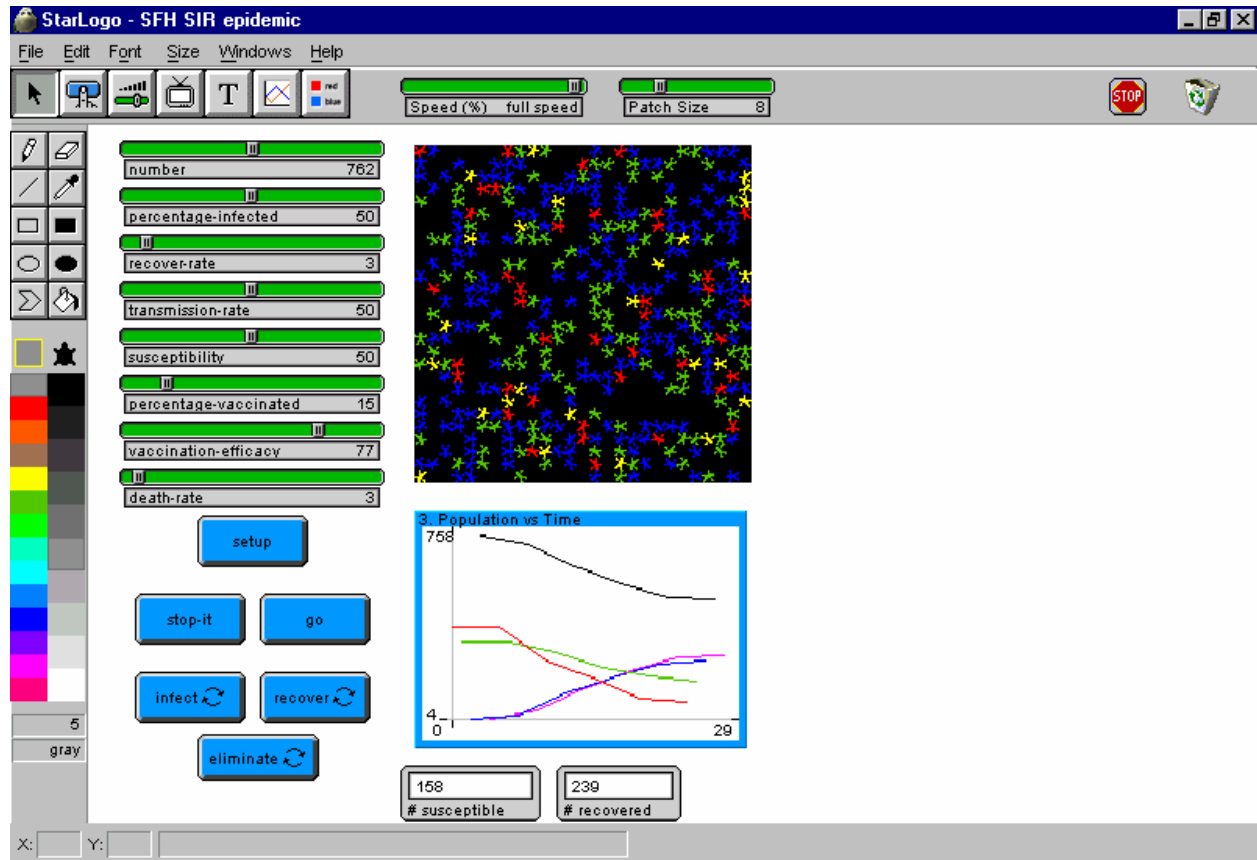 StarLogo - SFH SIR epidemic
File Edit Font Size Windows Help
T
red
blue
Speed (%) full speed
Patch Size 8
STOP
number 762
percentage-infected 50
recover-rate 3
transmission-rate 50
susceptibility 50
percentage-vaccinated 15
vaccination-efficacy 77
death-rate 3
setup
stop-it
go
infect
recover
eliminate
3. Population vs Time
758
4
0
29
158
# susceptible
239
# recovered
5
gray
X:
Y: